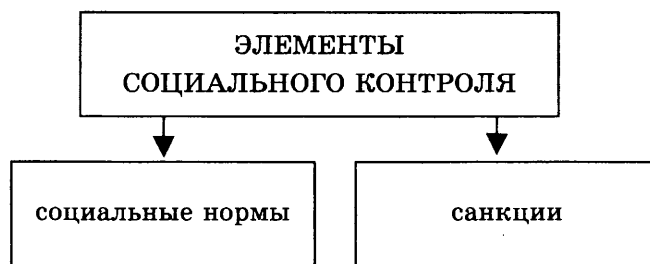 ЭЛЕМЕНТЫ
СОЦИАЛЬНОГО КОНТРОЛЯ
социальные нормы
санкции